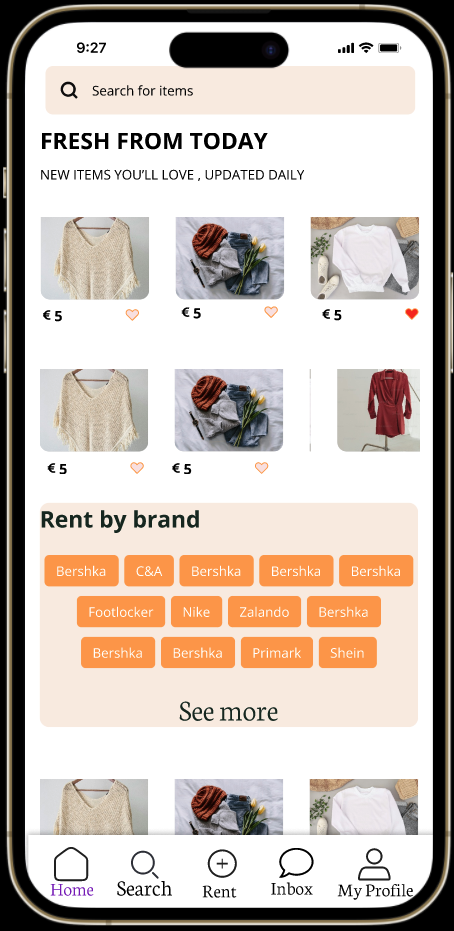 9:27
Search for items
FRESH FROM TODAY
NEW ITEMS YOU'LL LOVE , UPDATED DAILY
€ 5 € 5 € 5
€ 5 € 5
Rent by brand
Bershka C&A Bershka Bershka Bershka
Footlocker Nike Zalando Bershka
Bershka Bershka Primark Shein
See more
Home Search Rent Inbox My Profile